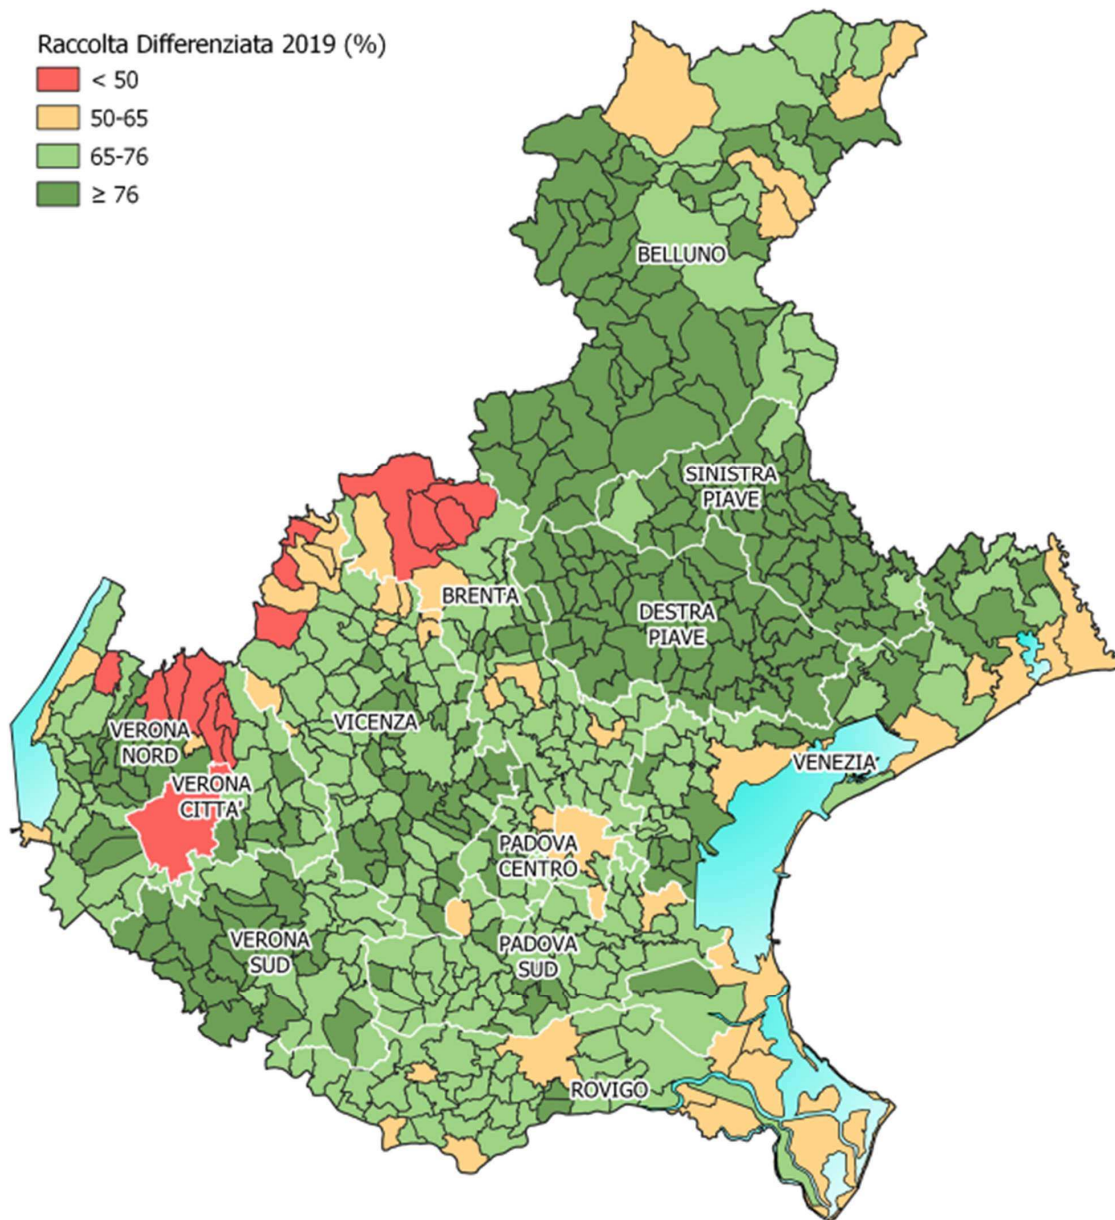 Raccolta Differenziata 2019 (%)
< 50
50-65
65-76
≥ 76
BELLUNO
SINISTRA
PIAVE
BRENTA
DESTRA
PIAVE
VERONA
NORD
VICENZA
VENEZIA
VERONA
CITTA'
PADOVA
CENTRO
VERONA
SUD
PADOVA
SUD
ROVIGO